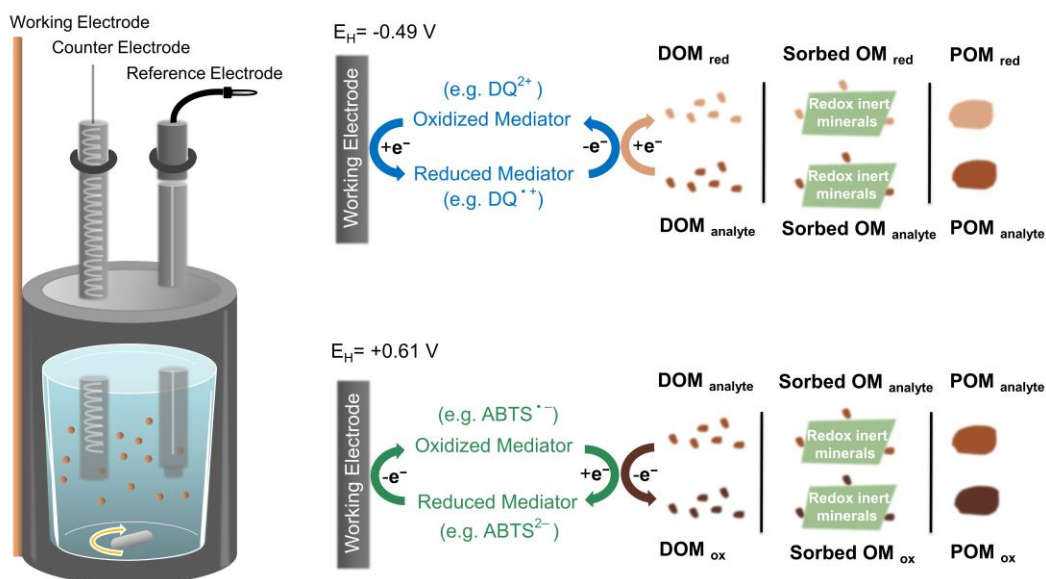 Working Electrode
Counter Electrode
Reference Electrode
E_H= -0.49 V
Working Electrode
(e.g. DQ²⁺)
Oxidized Mediator
+e⁻
-e⁻
+e⁻
Reduced Mediator
(e.g. DQ˙⁺)
DOM red
Sorbed OM red
POM red
Redox inert
minerals
Redox inert
minerals
DOM analyte
Sorbed OM analyte
POM analyte
E_H= +0.61 V
Working Electrode
(e.g. ABTS˙⁻)
Oxidized Mediator
-e⁻
+e⁻
-e⁻
Reduced Mediator
(e.g. ABTS²⁻)
DOM analyte
Sorbed OM analyte
POM analyte
Redox inert
minerals
Redox inert
minerals
DOM ox
Sorbed OM ox
POM ox